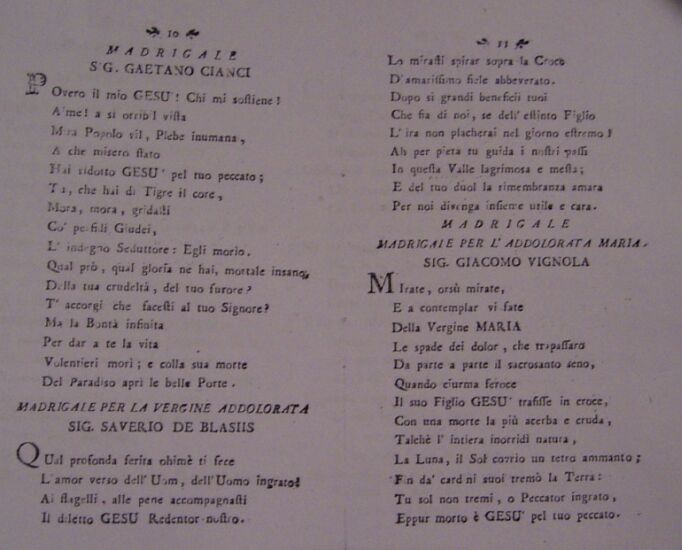 10
MADRIGALE
SIG. GAETANO CIANCI
Povero il mio GESU'! Chi mi sostiene!
A'me! a sì orribil vista
Mira Popolo vil, Plebe inumana,
A che misero stato
Hai ridotto GESU' pel tuo peccato;
Tu, che hai di Tigre il core,
Mora, mora, gridasti
Co' perfidi Giudei,
L' indegno Seduttore: Egli morio.
Qual prò, qual gloria ne hai, mortale insano,
Della tua crudeltà, del tuo furore?
T' accorgi che facesti al tuo Signore?
Ma la Bontà infinita
Per dar a te la vita
Volentieri morì; e colla sua morte
Del Paradiso aprì le belle Porte.
MADRIGALE PER LA VERGINE ADDOLORATA
SIG. SAVERIO DE BLASIIS
Qual profonda ferita ohimè ti fece
L'amor verso dell'Uom, dell'Uomo ingrato!
Ai flagelli, alle pene accompagnasti
Il diletto GESU Redentor nostro.
11
Lo mirasti spirar sopra la Croce
D'amarissimo fiele abbeverato.
Dopo sì grandi beneficii tuoi
Che fia di noi, se dell' estinto Figlio
L' ira non placherai nel giorno estremo!
Ah per pietà tu guida i nostri passi
In questa Valle lagrimosa e mesta;
E del tuo duol la rimembranza amara
Per noi divenga insieme utile e cara.
MADRIGALE
MADRIGALE PER L' ADDOLORATA MARIA.
SIG. GIACOMO VIGNOLA
Mirate, orsù mirate,
E a contemplar vi fate
Della Vergine MARIA
Le spade dei dolor, che trapassaro
Da parte a parte il sacrosanto seno,
Quando ciurma feroce
Il suo Figlio GESU' trafisse in croce,
Con una morte la più acerba e cruda,
Talchè l' intiera inorridì natura,
La Luna, il Sol covrìo un tetro ammanto;
Fin da' cardini suoi tremò la Terra:
Tu sol non tremi, o Peccator ingrato,
Eppur morto è GESU' pel tuo peccato.